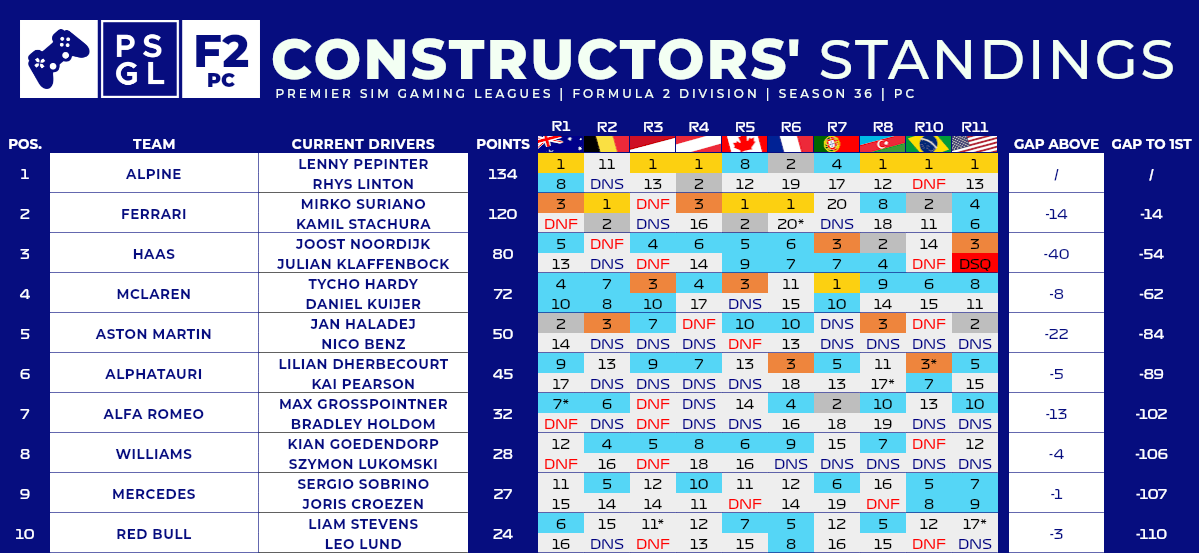 PS GL F2 PC CONSTRUCTORS' STANDINGS
PREMIER SIM GAMING LEAGUES | FORMULA 2 DIVISION | SEASON 36 | PC
R1 R2 R3 R4 R5 R6 R7 R8 R10 R11
POS. TEAM CURRENT DRIVERS POINTS GAP ABOVE GAP TO 1ST
1 ALPINE LENNY PEPINTER 134 1 11 1 1 8 2 4 1 1 1 / /
RHYS LINTON 8 DNS 13 2 12 19 17 12 DNF 13
2 FERRARI MIRKO SURIANO 120 3 1 DNF 3 1 1 20 8 2 4 -14 -14
KAMIL STACHURA DNF 2 DNS 16 2 20* DNS 18 11 6
3 HAAS JOOST NOORDIJK 80 5 DNF 4 6 5 6 3 2 14 3 -40 -54
JULIAN KLAFFENBOCK 13 DNS DNF 14 9 7 7 4 DNF DSQ
4 MCLAREN TYCHO HARDY 72 4 7 3 4 3 11 1 9 6 8 -8 -62
DANIEL KUIJER 10 8 10 17 DNS 15 10 14 15 11
5 ASTON MARTIN JAN HALADEJ 50 2 3 7 DNF 10 10 DNS 3 DNF 2 -22 -84
NICO BENZ 14 DNS DNS DNS DNF 13 DNS DNS DNS DNS
6 ALPHATAURI LILIAN DHERBECOURT 45 9 13 9 7 13 3 5 11 3* 5 -5 -89
KAI PEARSON 17 DNS DNS DNS DNS 18 13 17* 7 15
7 ALFA ROMEO MAX GROSSPOINTNER 32 7* 6 DNF DNS 14 4 2 10 13 10 -13 -102
BRADLEY HOLDOM DNF DNS DNF DNS DNS 16 18 19 DNS DNS
8 WILLIAMS KIAN GOEDENDORP 28 12 4 5 8 6 9 15 7 DNF 12 -4 -106
SZYMON LUKOMSKI DNF 16 DNF 18 16 DNS DNS DNS DNS DNS
9 MERCEDES SERGIO SOBRINO 27 11 5 12 10 11 12 6 16 5 7 -1 -107
JORIS CROEZEN 15 14 14 11 DNF 14 19 DNF 8 9
10 RED BULL LIAM STEVENS 24 6 15 11* 12 7 5 12 5 12 17* -3 -110
LEO LUND 16 DNS DNF 13 15 8 16 15 DNF DNS